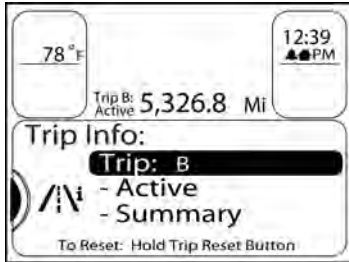 78°F
12:39
PM
Trip B:
Active 5,326.8 Mi
Trip Info:
Trip: B
i
- Active
- Summary
To Reset: Hold Trip Reset Button